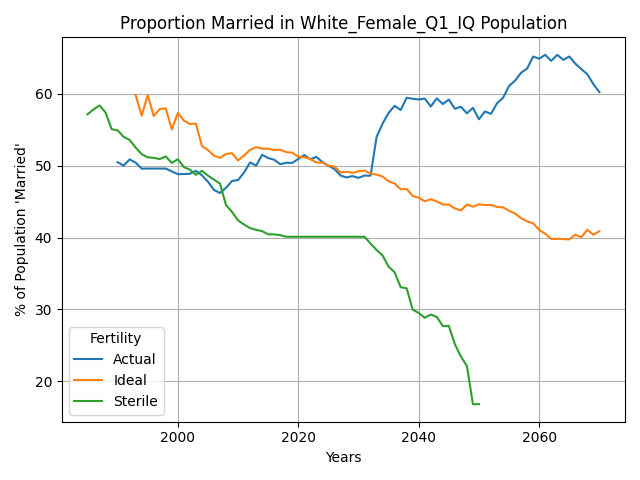 Proportion Married in White_Female_Q1_IQ Population
% of Population 'Married'
60
50
40
30
20
Fertility
Actual
Ideal
Sterile
2000 2020 2040 2060
Years